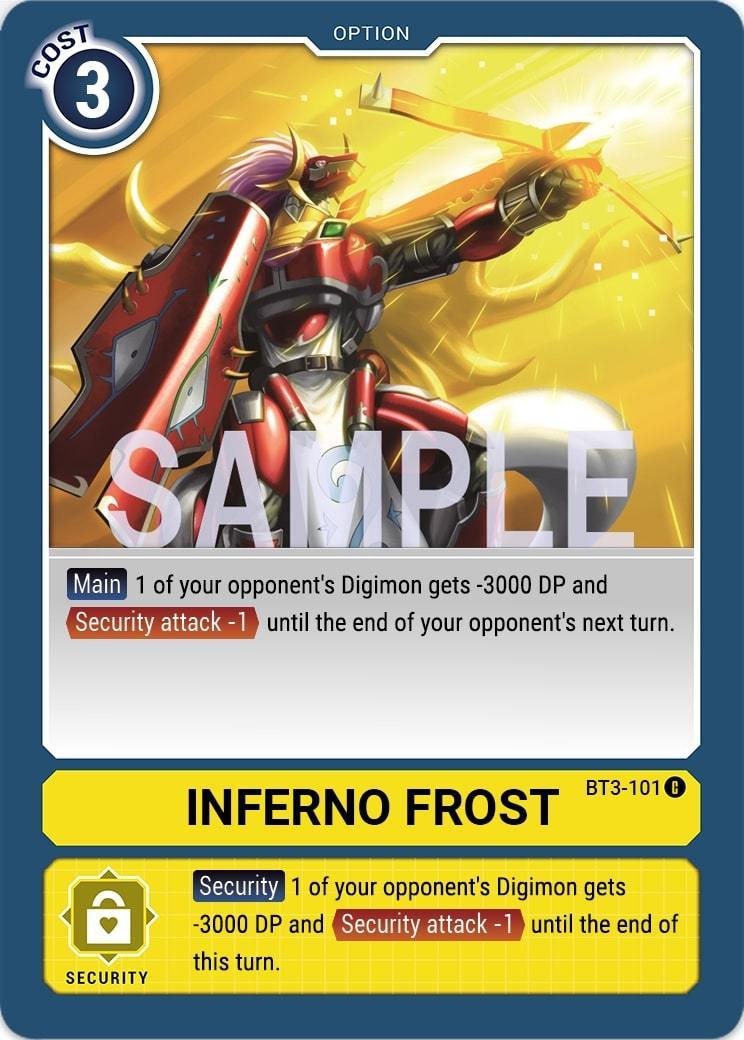 OPTION
COST
3
SAMPLE
Main 1 of your opponent's Digimon gets -3000 DP and
Security attack -1 until the end of your opponent's next turn.
BT3-101 C
INFERNO FROST
Security 1 of your opponent's Digimon gets
-3000 DP and Security attack -1 until the end of
this turn.
SECURITY